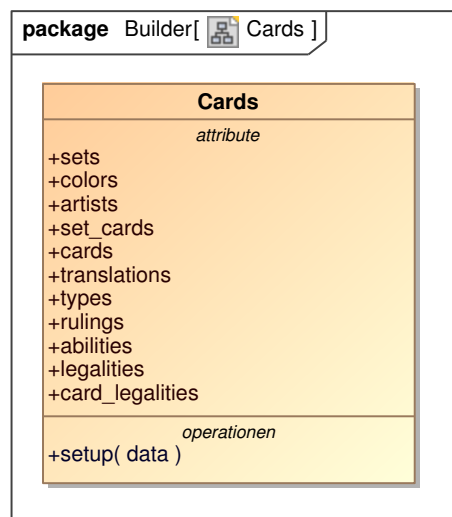 package Builder[ Cards ]
Cards
attribute
+sets
+colors
+artists
+set_cards
+cards
+translations
+types
+rulings
+abilities
+legalities
+card_legalities
operationen
+setup( data )